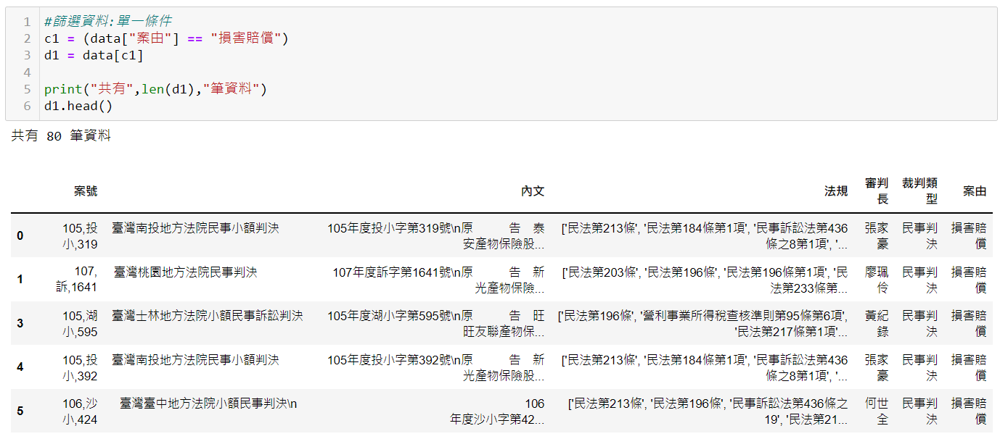 1 #篩選資料:單一條件
2 c1 = (data["案由"] == "損害賠償")
3 d1 = data[c1]
4
5 print("共有",len(d1),"筆資料")
6 d1.head()
共有 80 筆資料
案號 內文 法規 審判長 裁判類型 案由
0 105,投 臺灣南投地方法院民事小額判決 105年度投小字第319號\n原 告 泰 ['民法第213條', '民法第184條第1項', '民事訴訟法第436 張家 民事判 損害賠
小,319 安產物保險股... 條之8第1項', '... 豪 決 償
1 107, 臺灣桃園地方法院民事判決 107年度訴字第1641號\n原 告 新 ['民法第203條', '民法第196條', '民法第196條第1項', '民 廖珮 民事判 損害賠
訴,1641 光產物保險... 法第233條第... 伶 決 償
3 105,湖 臺灣士林地方法院小額民事訴訟判決 105年度湖小字第595號\n原 告 旺 ['民法第196條', '營利事業所得稅查核準則第95條第6項', 黃紀 民事判 損害賠
小,595 旺友聯產物保... '民法第217條第1項'... 錄 決 償
4 105,投 臺灣南投地方法院民事小額判決 105年度投小字第392號\n原 告 新 ['民法第213條', '民法第184條第1項', '民事訴訟法第436 張家 民事判 損害賠
小,392 光產物保險股... 條之8第1項', '... 豪 決 償
5 106,沙 臺灣臺中地方法院小額民事判決\n 106 ['民法第213條', '民法第196條', '民事訴訟法第436條之 何世 民事判 損害賠
小,424 年度沙小字第42... 19', '民法第21... 全 決 償